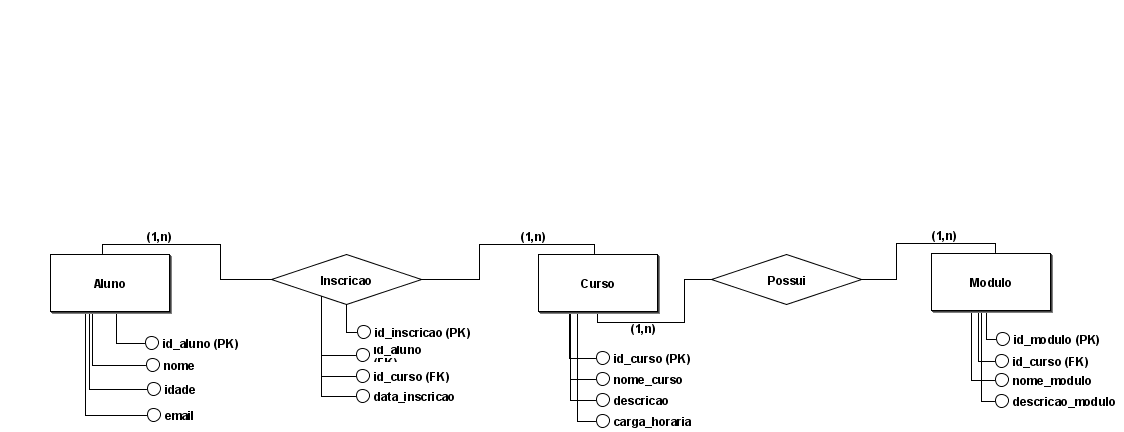 (1,n)
(1,n)
(1,n)
Aluno
Inscricao
Curso
Possui
Modulo
(1,n)
id_aluno (PK)
nome
idade
email
id_inscricao (PK)
id_aluno
id_curso (FK)
data_inscricao
id_curso (PK)
nome_curso
descricao
carga_horaria
id_modulo (PK)
id_curso (FK)
nome_modulo
descricao_modulo